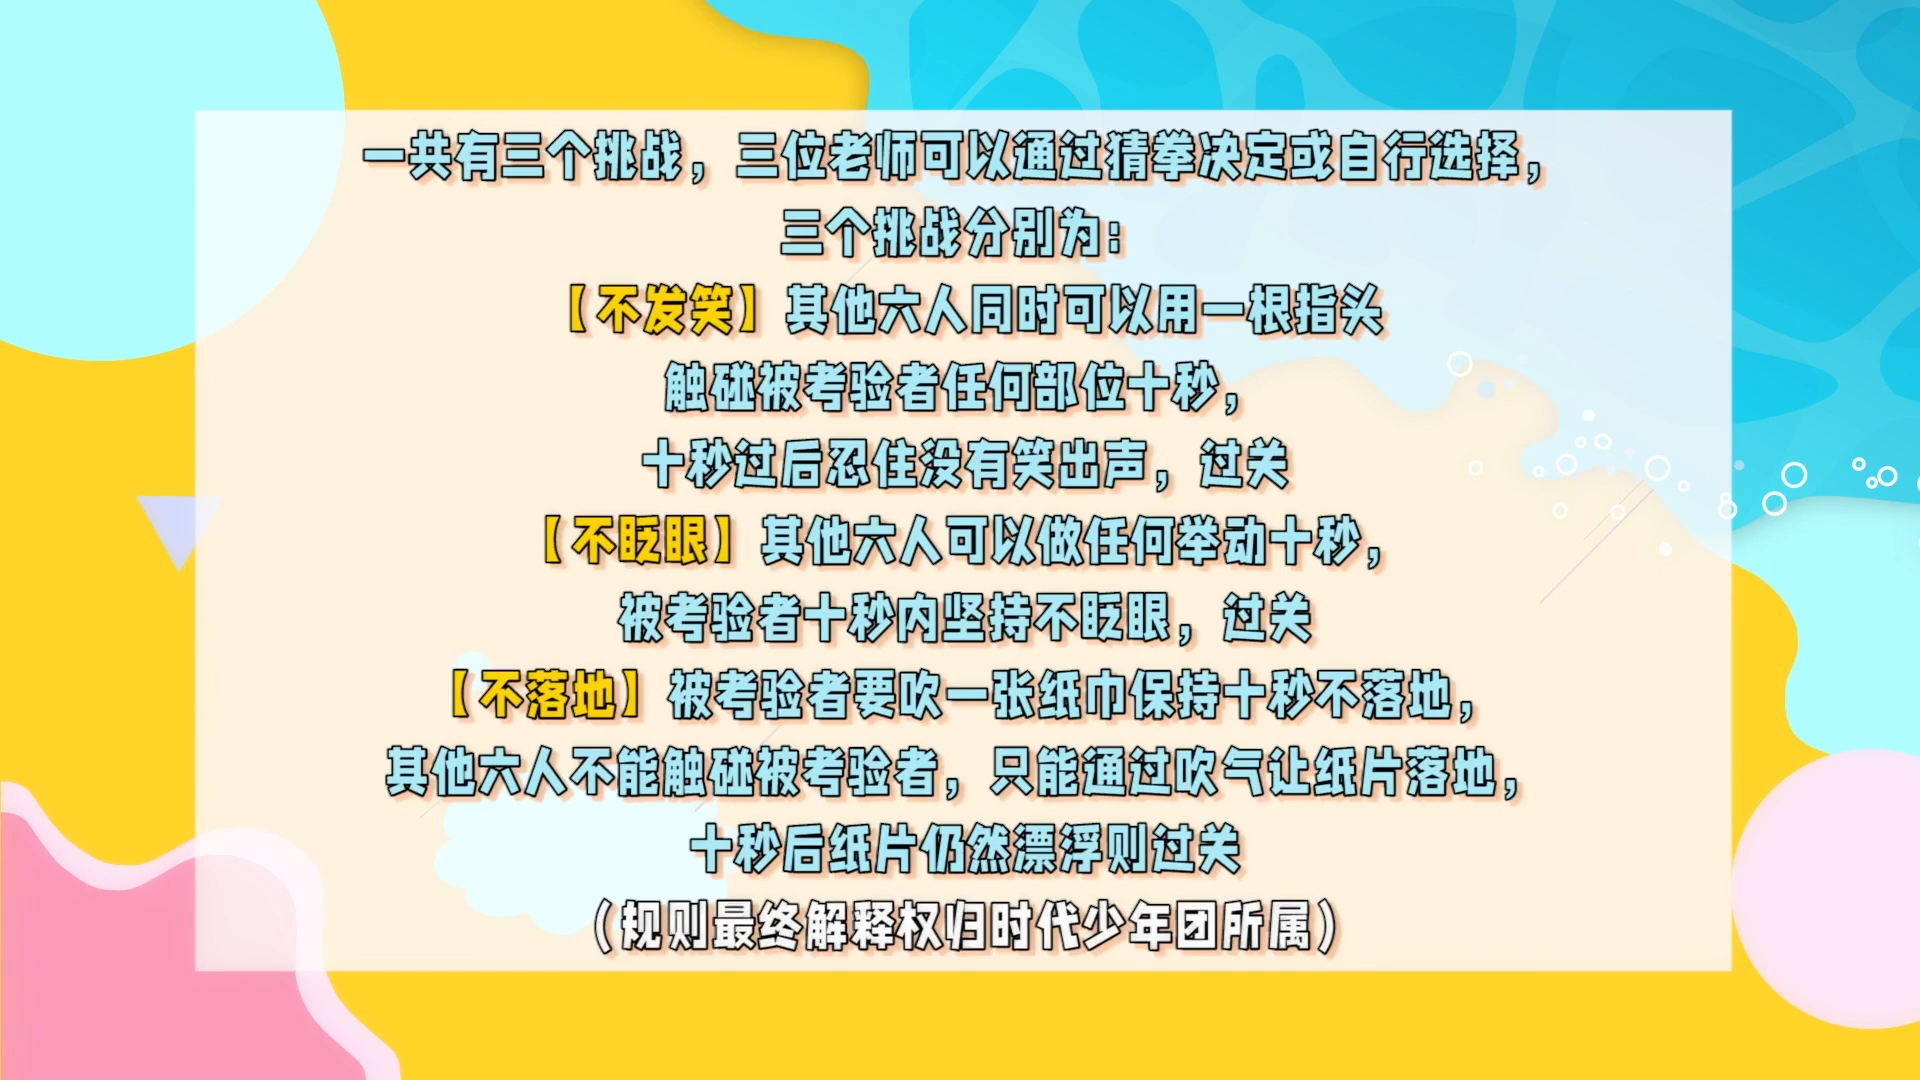 一共有三个挑战，三位老师可以通过猜拳决定或自行选择，
三个挑战分别为：
【不发笑】其他六人同时可以用一根指头
触碰被考验者任何部位十秒，
十秒过后忍住没有笑出声，过关
【不眨眼】其他六人可以做任何举动十秒，
被考验者十秒内坚持不眨眼，过关
【不落地】被考验者要吹一张纸巾保持十秒不落地，
其他六人不能触碰被考验者，只能通过吹气让纸片落地，
十秒后纸片仍然漂浮则过关
（规则最终解释权归时代少年团所属）